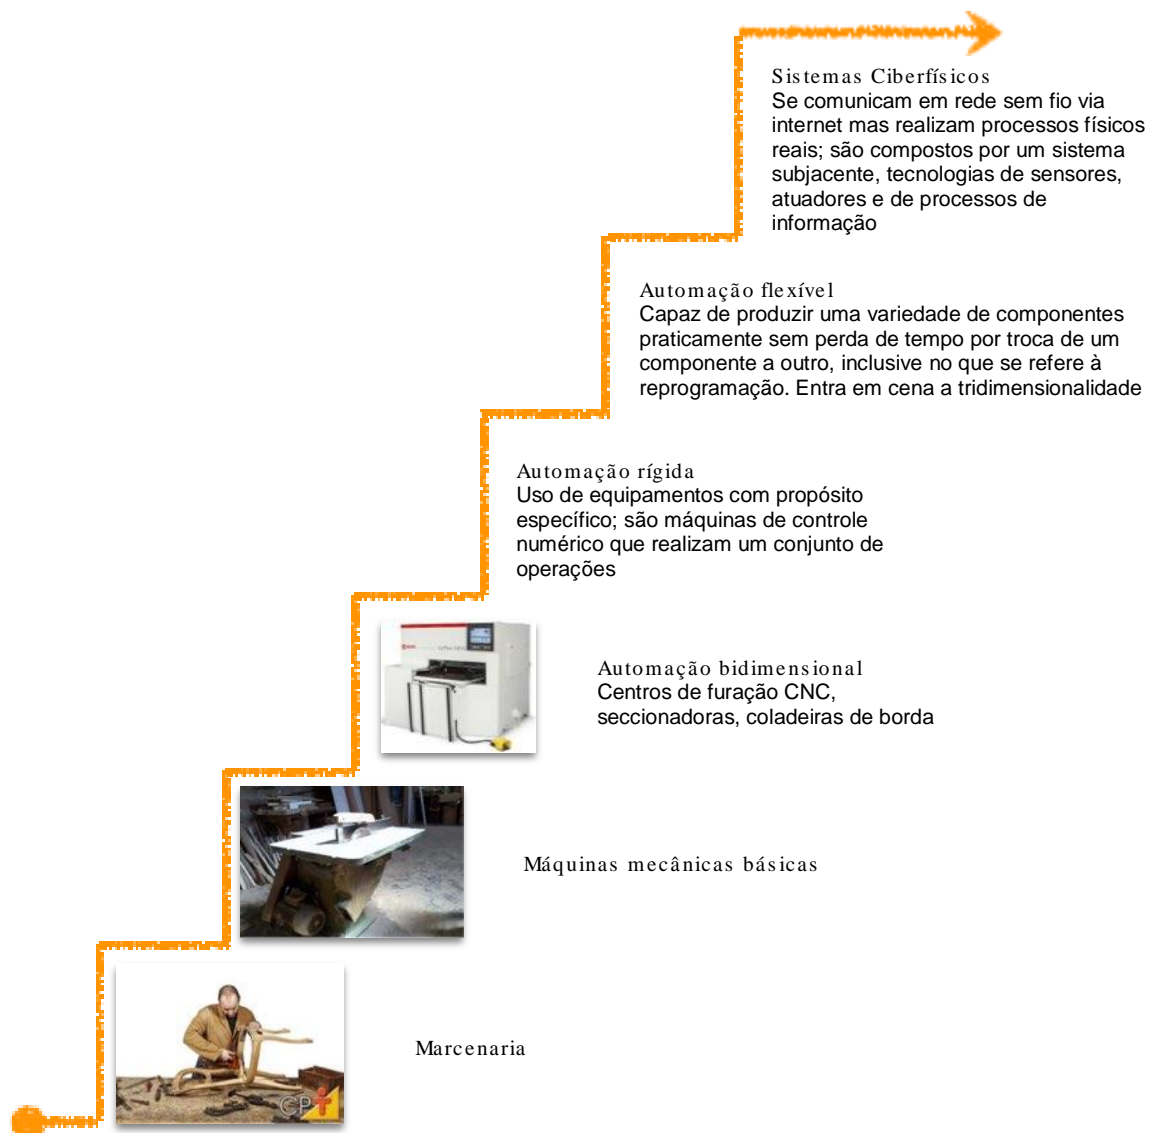 Sistemas Ciberfísicos
Se comunicam em rede sem fio via
internet mas realizam processos físicos
reais; são compostos por um sistema
subjacente, tecnologias de sensores,
atuadores e de processos de
informação
Automação flexível
Capaz de produzir uma variedade de componentes
praticamente sem perda de tempo por troca de um
componente a outro, inclusive no que se refere à
reprogramação. Entra em cena a tridimensionalidade
Automação rígida
Uso de equipamentos com propósito
específico; são máquinas de controle
numérico que realizam um conjunto de
operações
Automação bidimensional
Centros de furação CNC,
seccionadoras, coladeiras de borda
Máquinas mecânicas básicas
Marcenaria
CPT